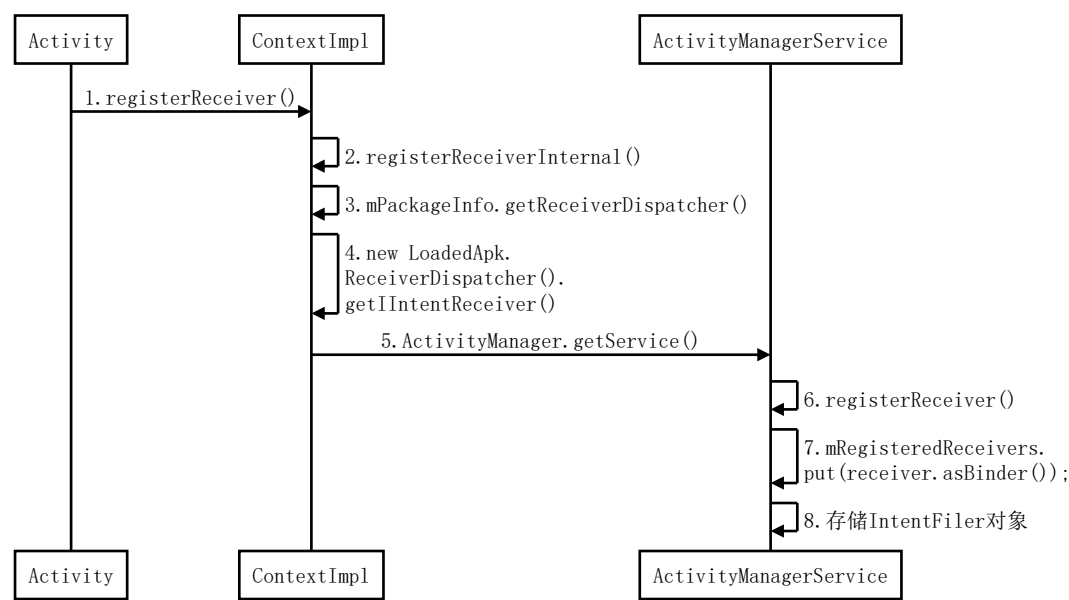 Activity
ContextImpl
ActivityManagerService
1.registerReceiver()
2.registerReceiverInternal()
3.mPackageInfo.getReceiverDispatcher()
4.new LoadedApk.
ReceiverDispatcher().
getIIntentReceiver()
5.ActivityManager.getService()
6.registerReceiver()
7.mRegisteredReceivers.
put(receiver.asBinder());
8.存储IntentFiler对象
Activity
ContextImpl
ActivityManagerService